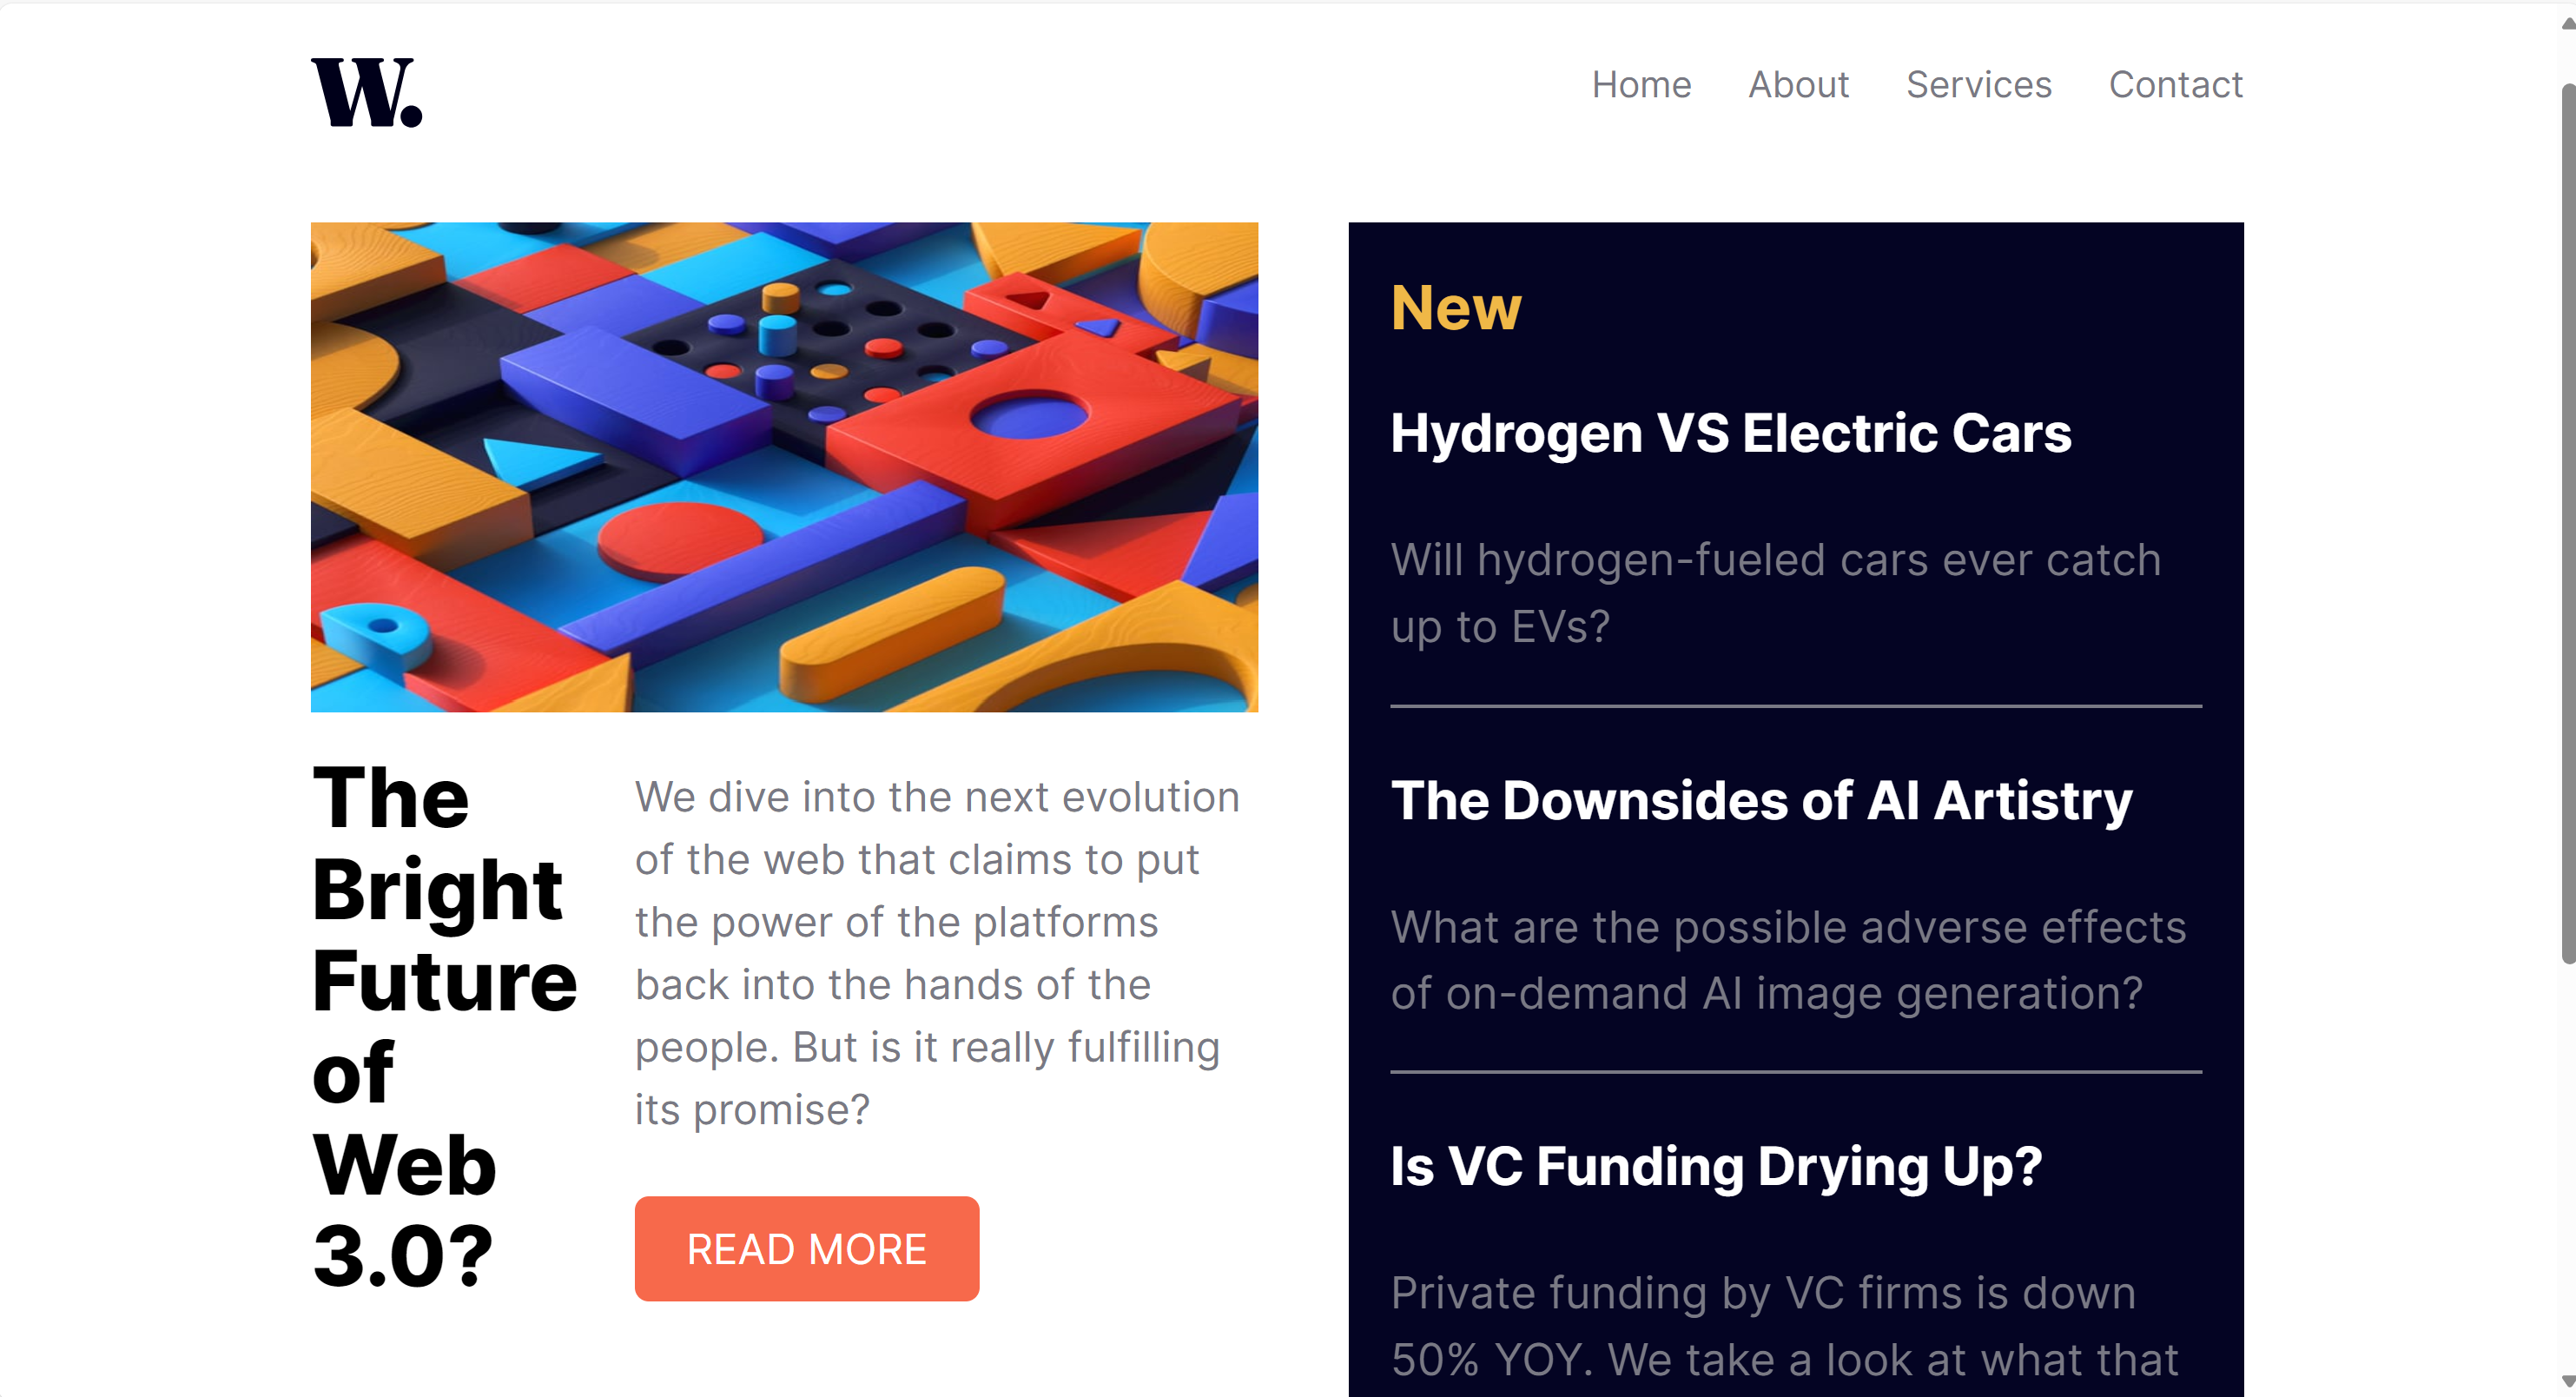 W.
Home About Services Contact
The
Bright
Future
of
Web
3.0?
We dive into the next evolution
of the web that claims to put
the power of the platforms
back into the hands of the
people. But is it really fulfilling
its promise?
READ MORE
New
Hydrogen VS Electric Cars
Will hydrogen-fueled cars ever catch
up to EVs?
The Downsides of AI Artistry
What are the possible adverse effects
of on-demand AI image generation?
Is VC Funding Drying Up?
Private funding by VC firms is down
50% YOY. We take a look at what that